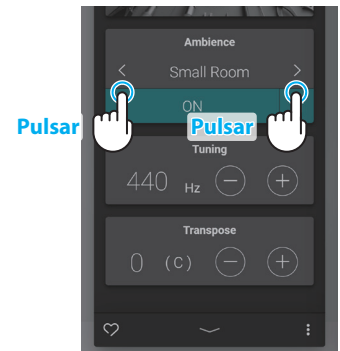 Ambience
Small Room
ON
Pulsar Pulsar
Tuning
440 Hz
Transpose
0 (C)